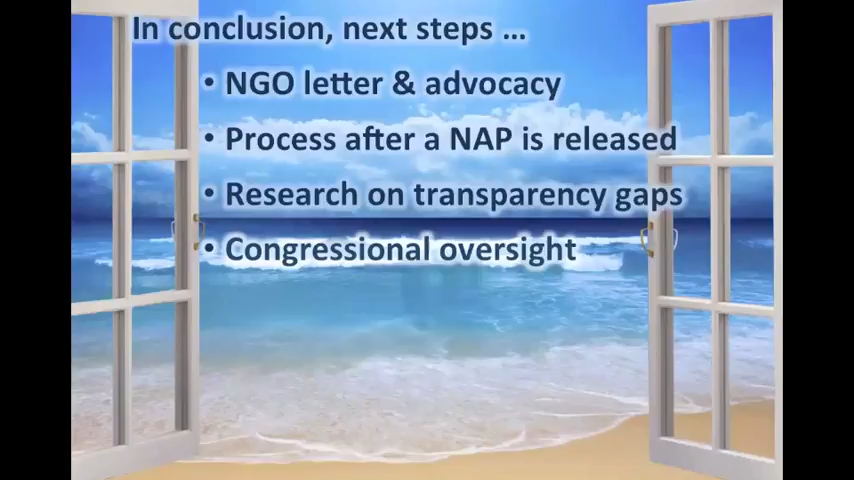 In conclusion, next steps ...
• NGO letter & advocacy
• Process after a NAP is released
• Research on transparency gaps
• Congressional oversight